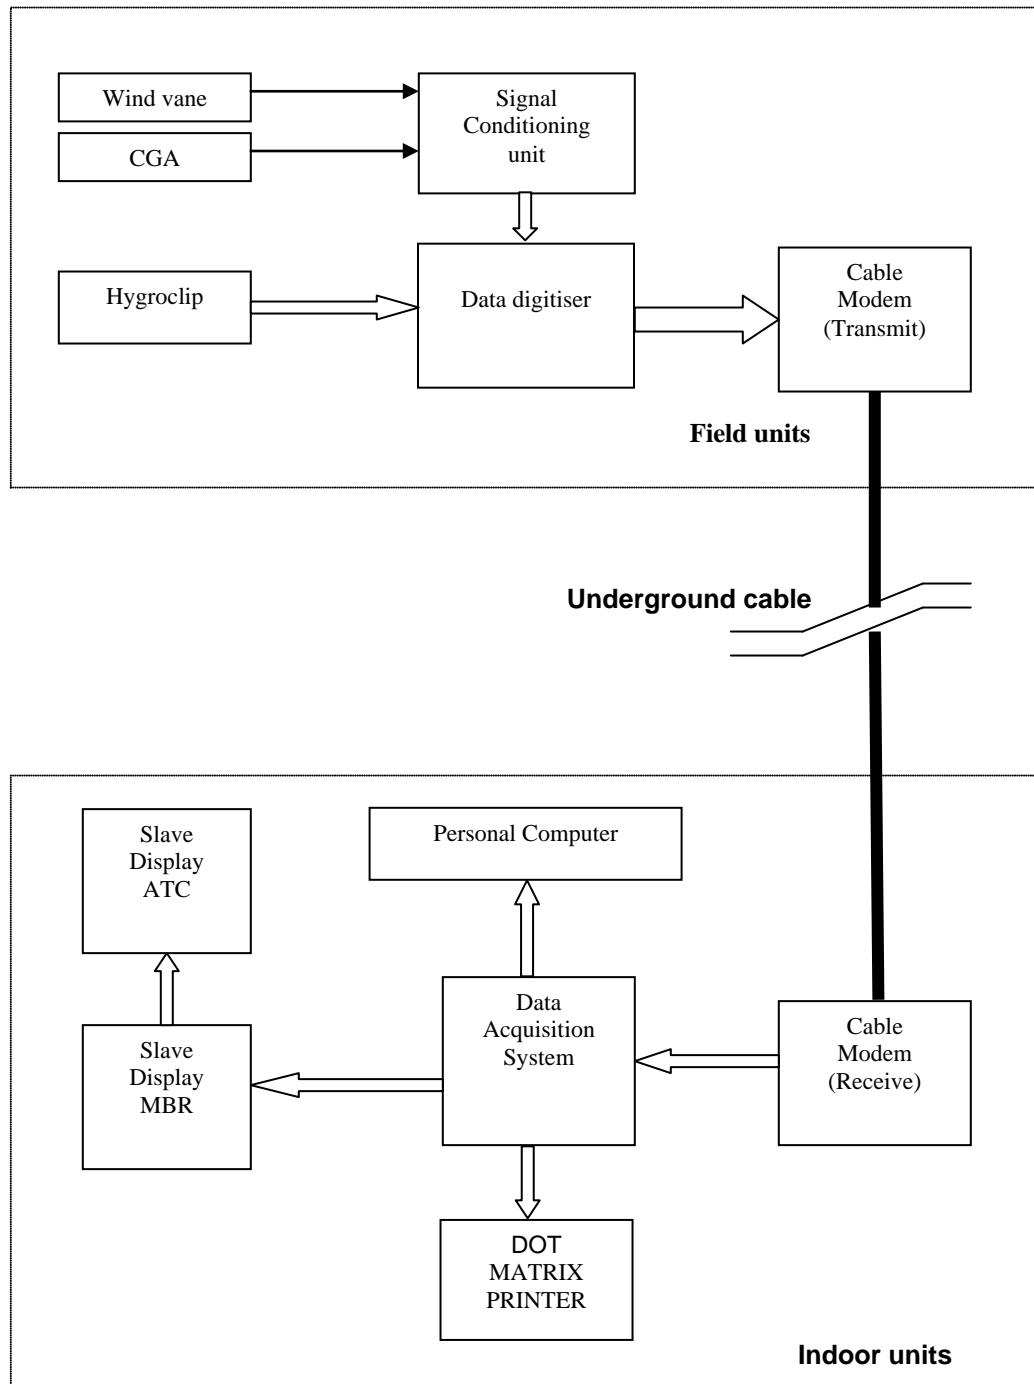 Wind vane
CGA
Signal
Conditioning
unit
Hygroclip
Data digitiser
Cable
Modem
(Transmit)
Field units
Underground cable
Slave
Display
ATC
Personal Computer
Slave
Display
MBR
Data
Acquisition
System
Cable
Modem
(Receive)
DOT
MATRIX
PRINTER
Indoor units